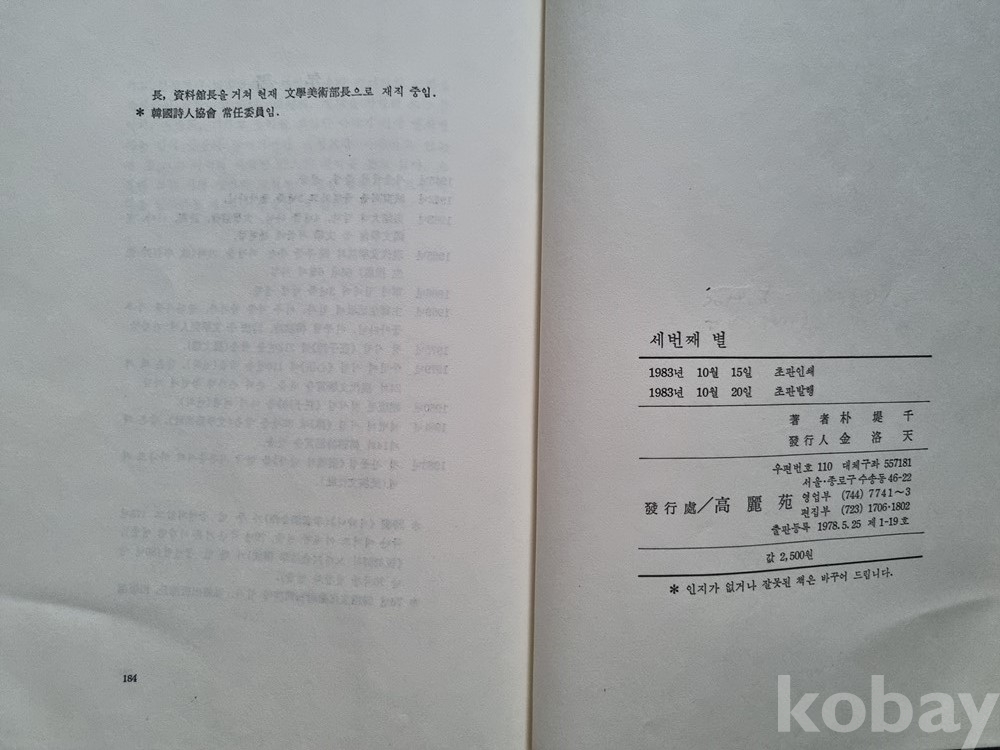 長, 資料館長을 거쳐 현재 文學美術部長으로 재직 중임.
* 韓國詩人協會 常任委員임.
184
세번째 별
1983년 10월 15일 초판인쇄
1983년 10월 20일 초판발행
著者 朴堤千
發行人 金洛天
우편번호 110 대체구좌 557181
서울·종로구 수송동 46-22
發行處/高麗苑
영업부 (744) 7741~3
편집부 (723) 1706·1802
출판등록 1978.5.25 제 1-19호
값 2,500원
* 인지가 없거나 잘못된 책은 바꾸어 드립니다.
kobay